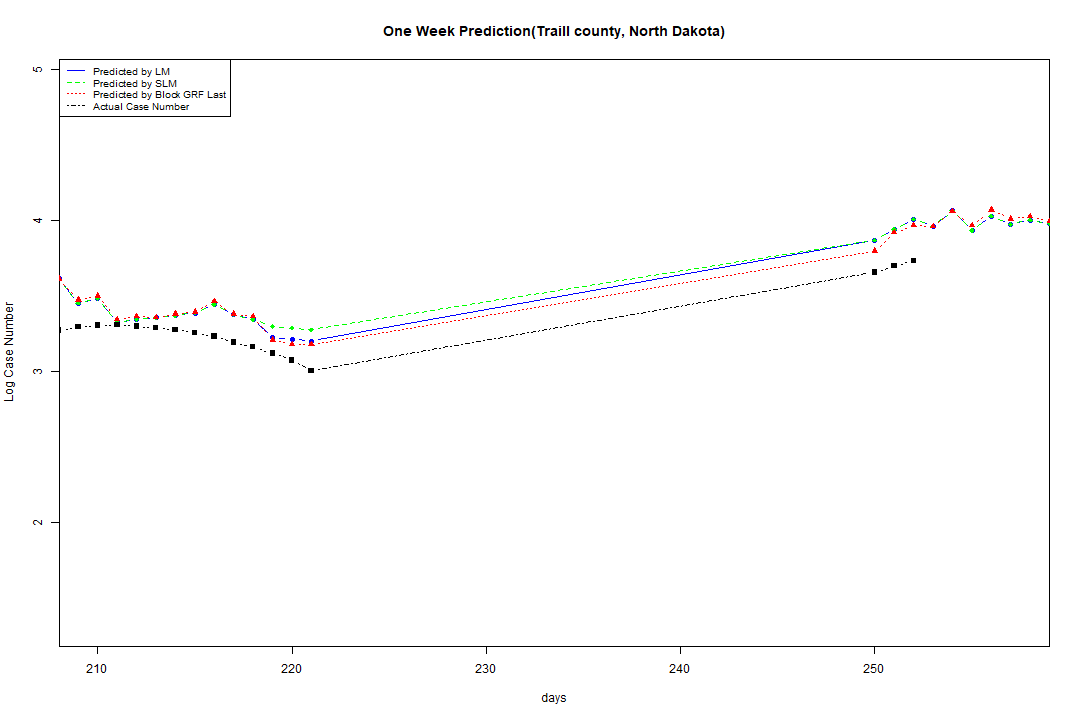 One Week Prediction(Traill county, North Dakota)
Predicted by LM
Predicted by SLM
Predicted by Block GRF Last
Actual Case Number
5
4
3
2
Log Case Number
210 220 230 240 250
days